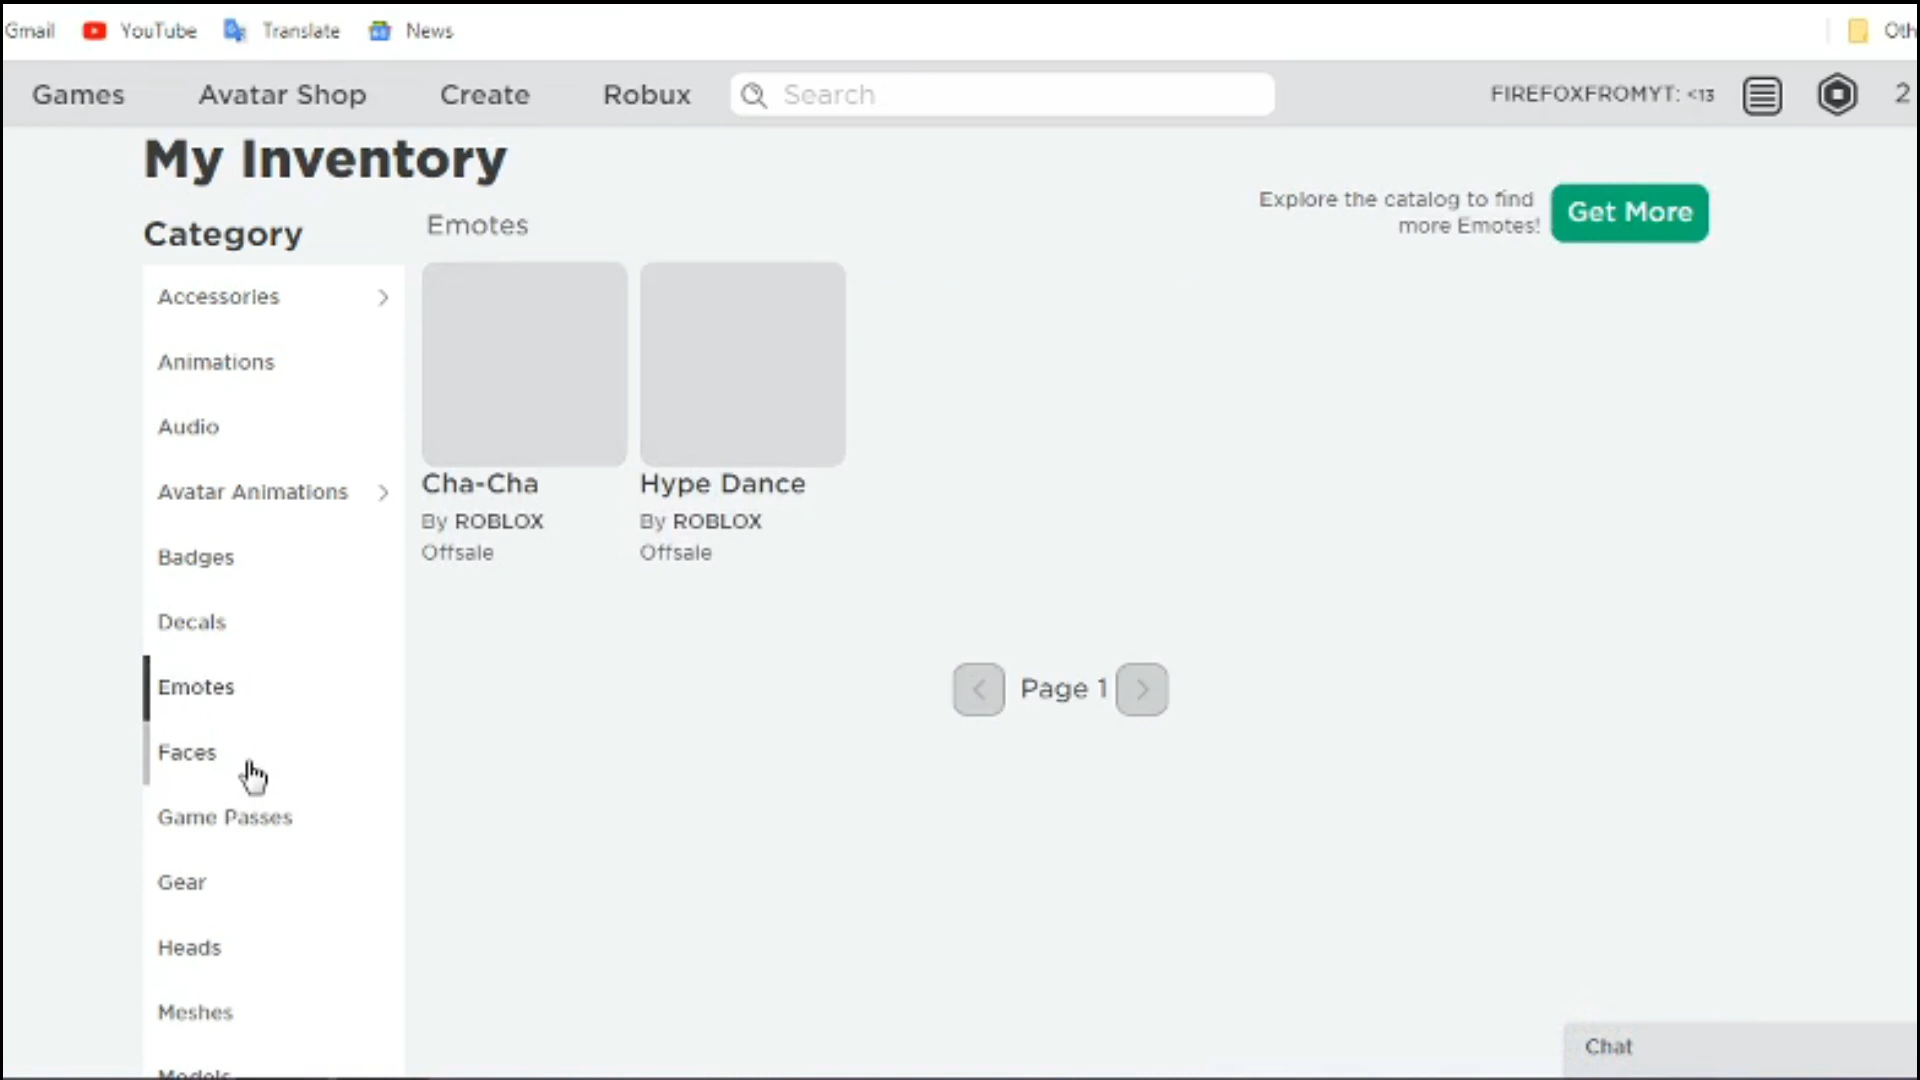 Gmail YouTube Translate News
Games Avatar Shop Create Robux Search FIREFOXFROMYT: <13 2
My Inventory
Explore the catalog to find
more Emotes!
Get More
Category
Emotes
Accessories
Animations
Audio
Avatar Animations
Badges
Decals
Emotes
Faces
Game Passes
Gear
Heads
Meshes
Cha-Cha
By ROBLOX
Offsale
Hype Dance
By ROBLOX
Offsale
Page 1
Chat